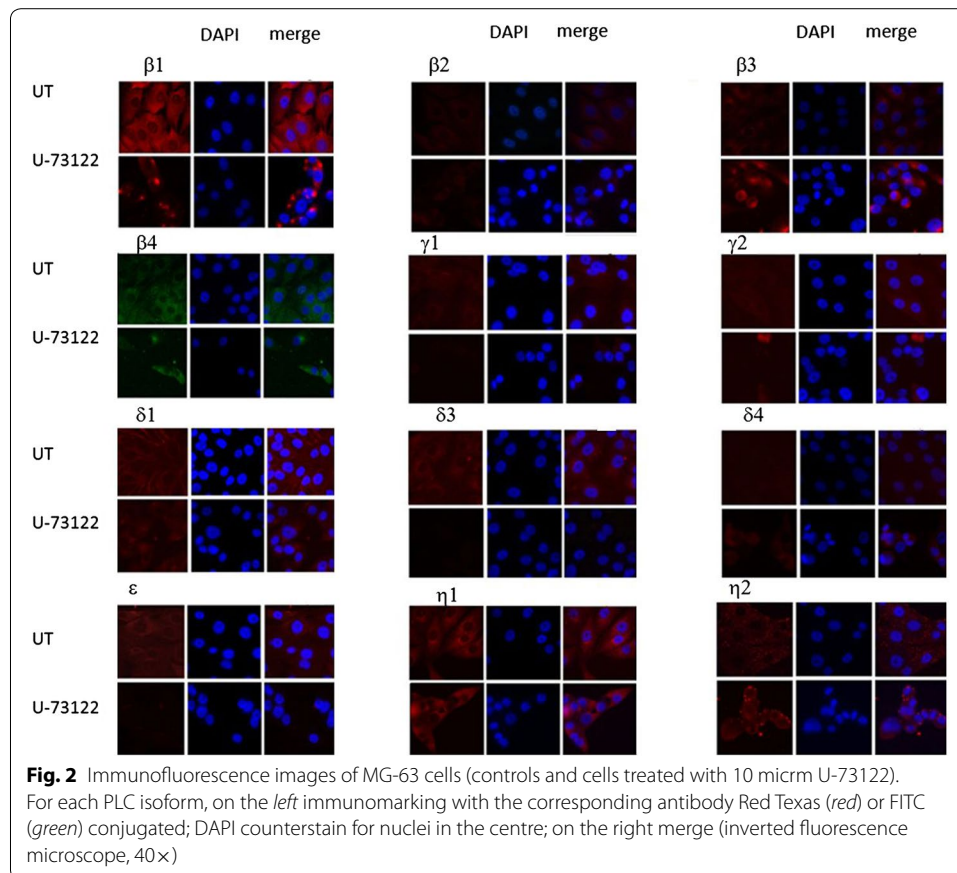 DAPI merge DAPI merge DAPI merge
β1 β2 β3
UT
U-73122
β4 γ1 γ2
UT
U-73122
δ1 δ3 δ4
UT
U-73122
ε η1 η2
UT
U-73122
Fig. 2 Immunofluorescence images of MG-63 cells (controls and cells treated with 10 micrm U-73122).
For each PLC isoform, on the left immunomarking with the corresponding antibody Red Texas (red) or FITC
(green) conjugated; DAPI counterstain for nuclei in the centre; on the right merge (inverted fluorescence
microscope, 40×)